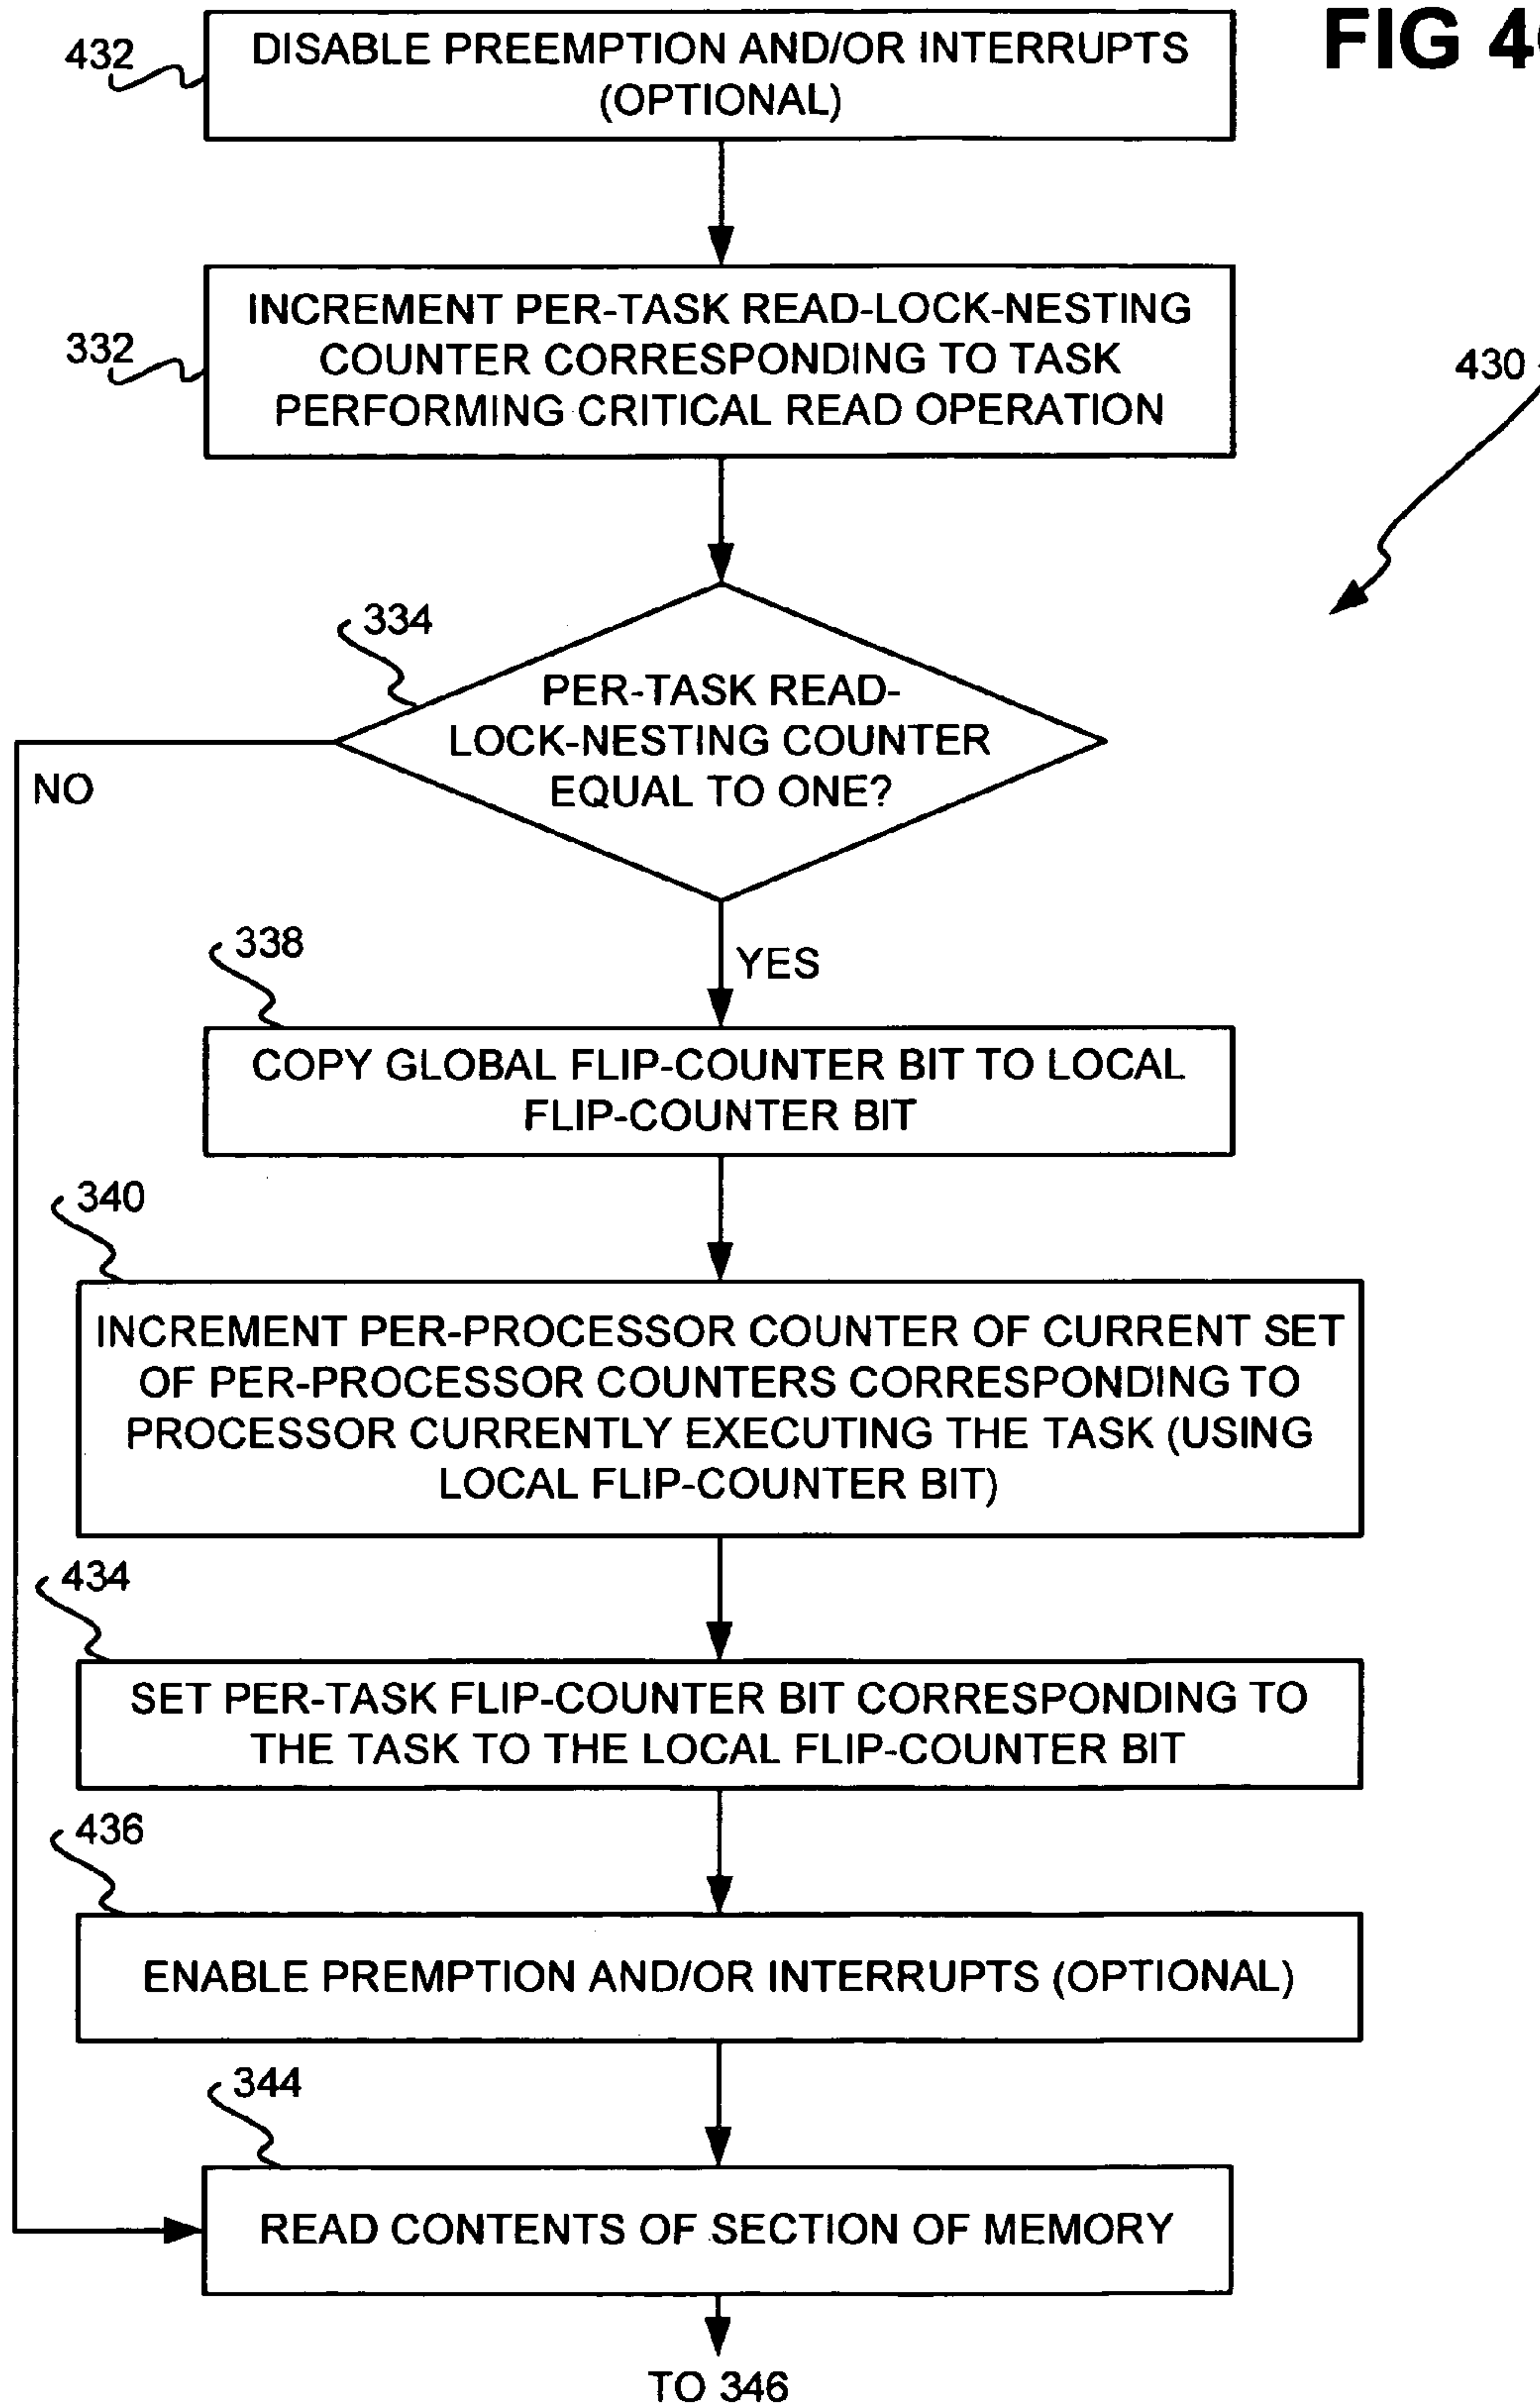 FIG 4
432
DISABLE PREEMPTION AND/OR INTERRUPTS
(OPTIONAL)
332
INCREMENT PER-TASK READ-LOCK-NESTING
COUNTER CORRESPONDING TO TASK
PERFORMING CRITICAL READ OPERATION
430
334
PER-TASK READ-
LOCK-NESTING COUNTER
EQUAL TO ONE?
NO
338
YES
COPY GLOBAL FLIP-COUNTER BIT TO LOCAL
FLIP-COUNTER BIT
340
INCREMENT PER-PROCESSOR COUNTER OF CURRENT SET
OF PER-PROCESSOR COUNTERS CORRESPONDING TO
PROCESSOR CURRENTLY EXECUTING THE TASK (USING
LOCAL FLIP-COUNTER BIT)
434
SET PER-TASK FLIP-COUNTER BIT CORRESPONDING TO
THE TASK TO THE LOCAL FLIP-COUNTER BIT
436
ENABLE PREMPTION AND/OR INTERRUPTS (OPTIONAL)
344
READ CONTENTS OF SECTION OF MEMORY
TO 346